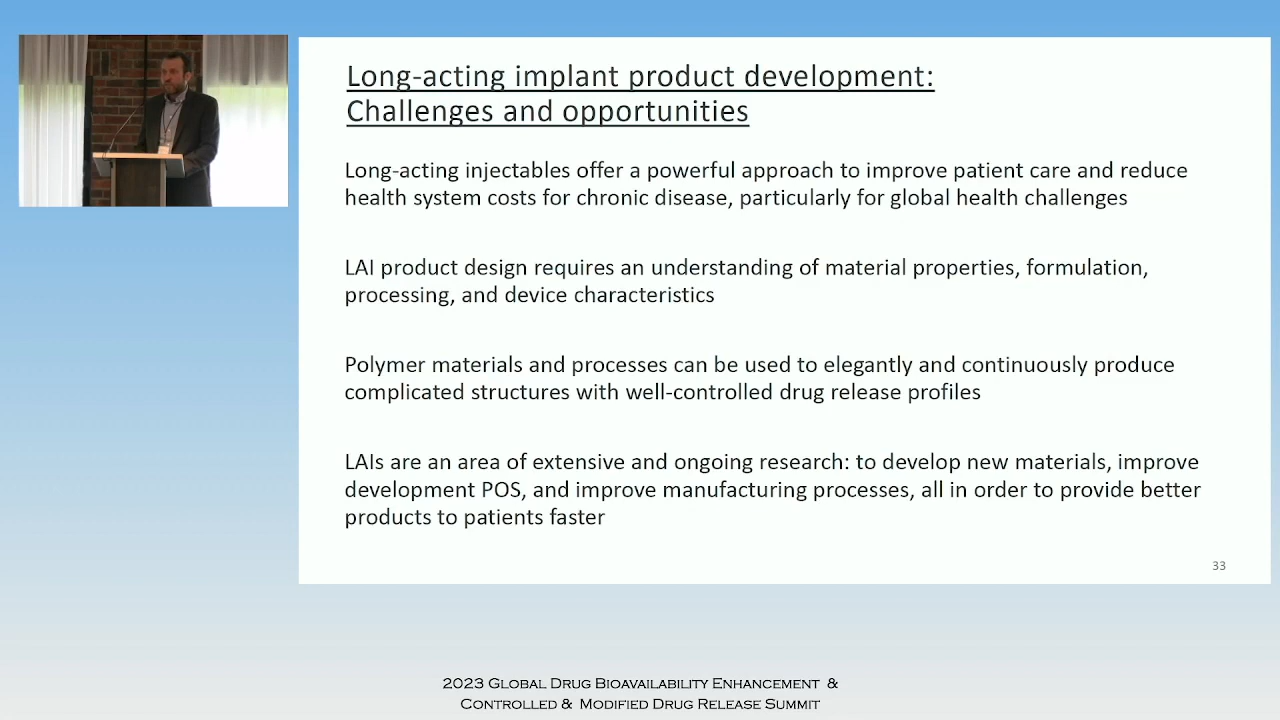 Long-acting implant product development:
Challenges and opportunities
Long-acting injectables offer a powerful approach to improve patient care and reduce
health system costs for chronic disease, particularly for global health challenges
LAI product design requires an understanding of material properties, formulation,
processing, and device characteristics
Polymer materials and processes can be used to elegantly and continuously produce
complicated structures with well-controlled drug release profiles
LAIs are an area of extensive and ongoing research: to develop new materials, improve
development POS, and improve manufacturing processes, all in order to provide better
products to patients faster
33
2023 Global Drug Bioavailability Enhancement &
Controlled & Modified Drug Release Summit